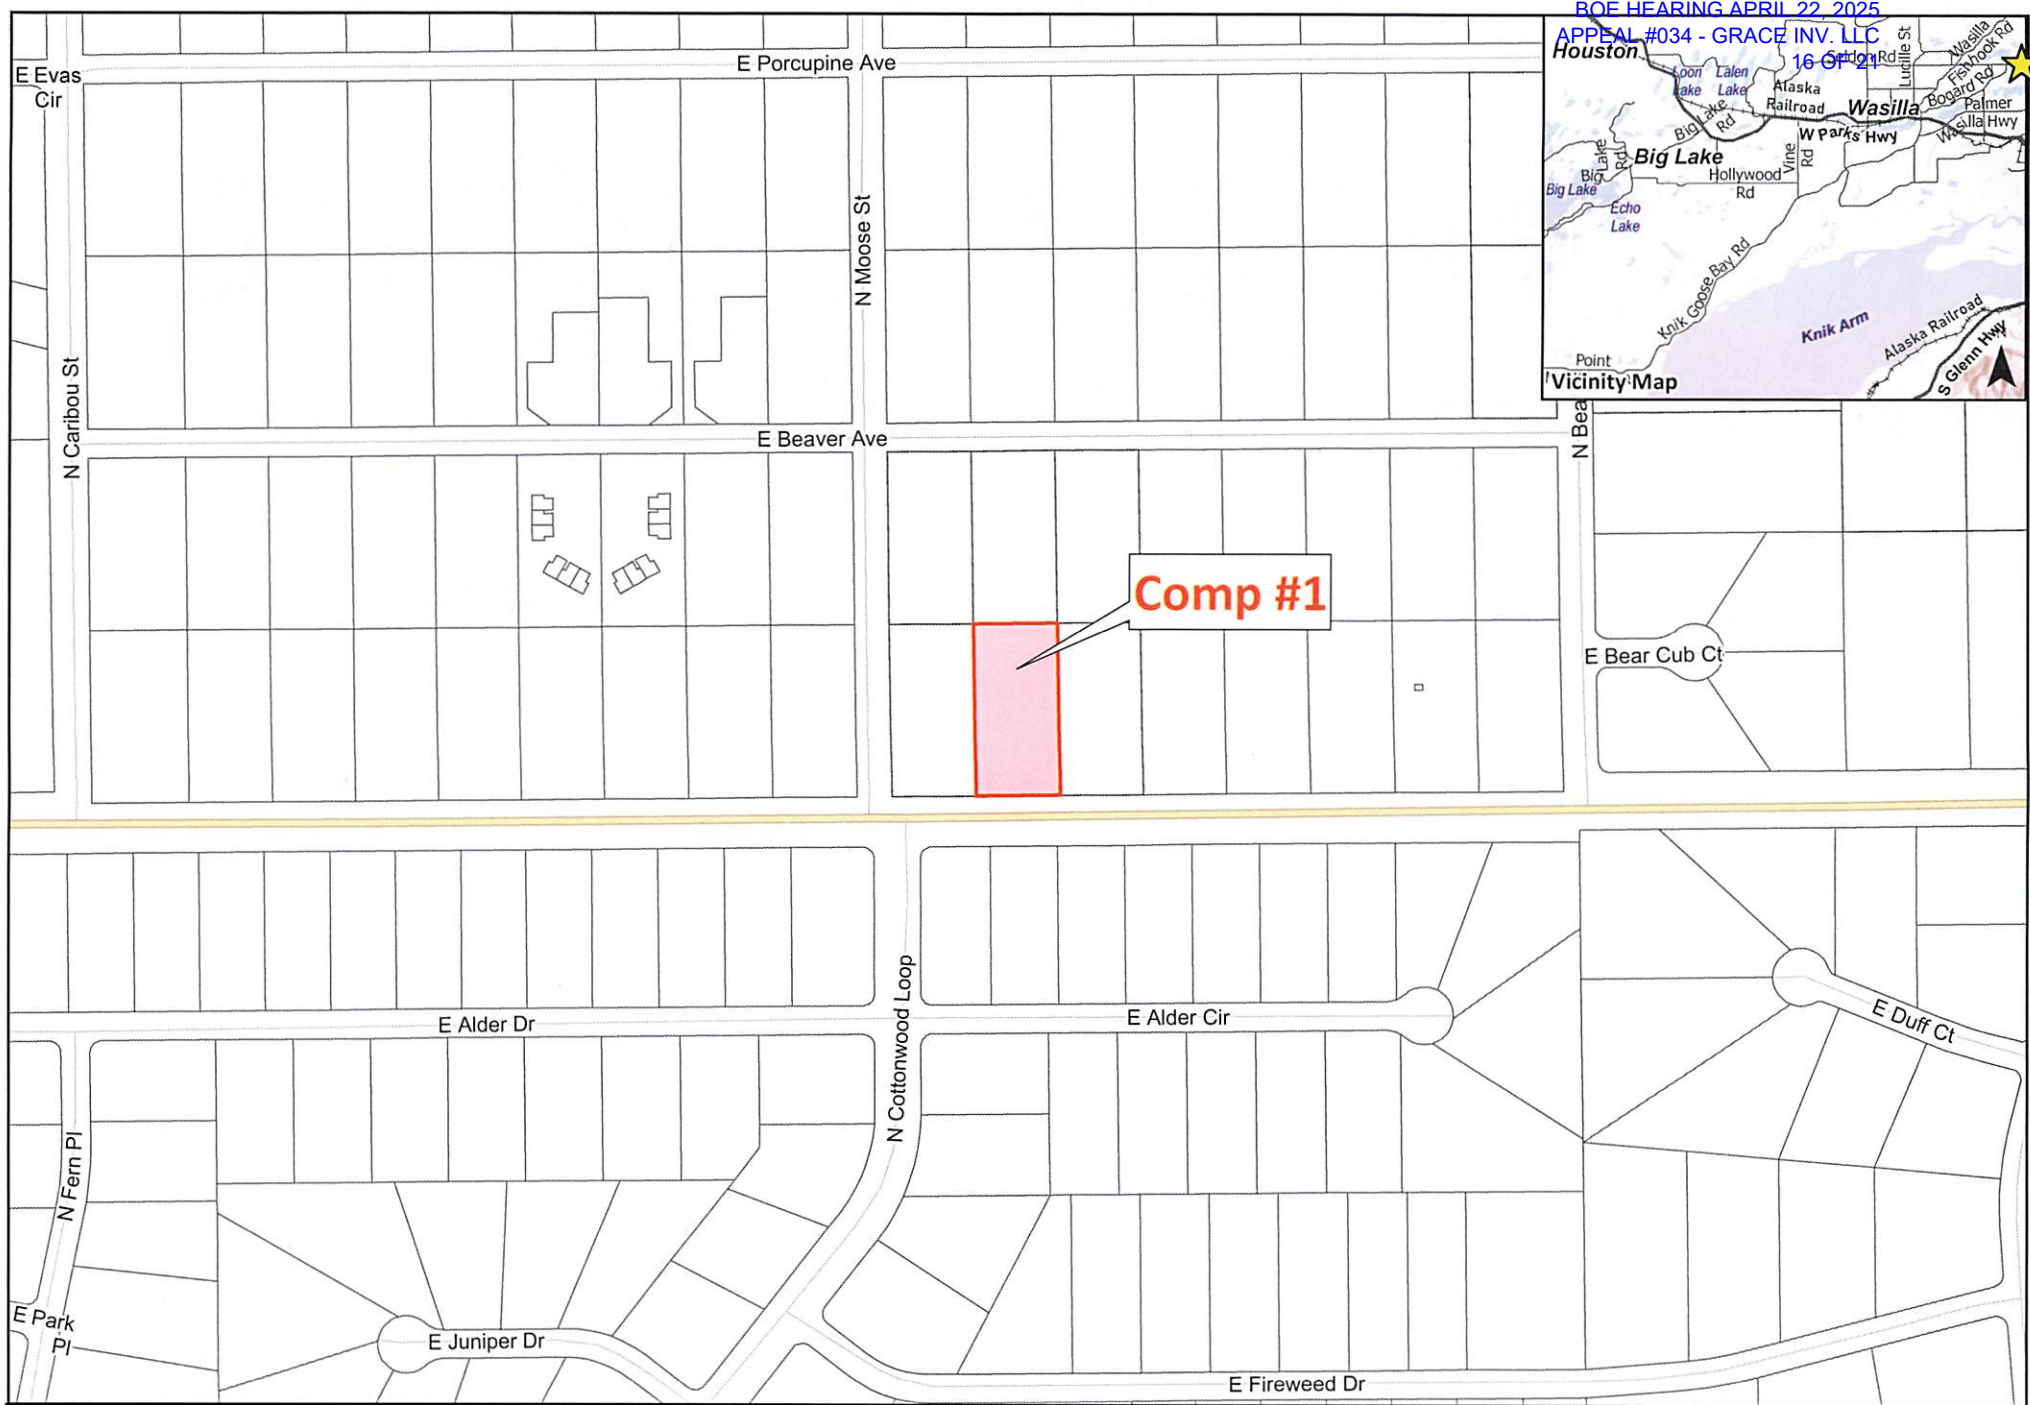 BOE HEARING APRIL 22, 2025
APPEAL #034 - GRACE INV. LLC
16 OF 21
Houston
Seldon Rd
Lucille St
Wasilla
Fishhook Rd
Loon
Lake
Lalen
Lake
Alaska
Railroad
Wasilla
Bogard Rd
Palmer
Wasilla Hwy
Big Lake
Rd
W Parks Hwy
Big Lake
Big
Lake
Rd
Vine
Rd
Hollywood
Rd
Big Lake
Echo
Lake
Knik Goose Bay Rd
Knik Arm
Alaska Railroad
S Glenn Hwy
Point
Vicinity Map
E Porcupine Ave
E Evas
Cir
N Moose St
N Caribou St
E Beaver Ave
N Bea
Comp #1
E Bear Cub Ct
N Cottonwood Loop
E Alder Dr
E Alder Cir
E Duff Ct
N Fern Pl
E Park
Pl
E Juniper Dr
E Fireweed Dr